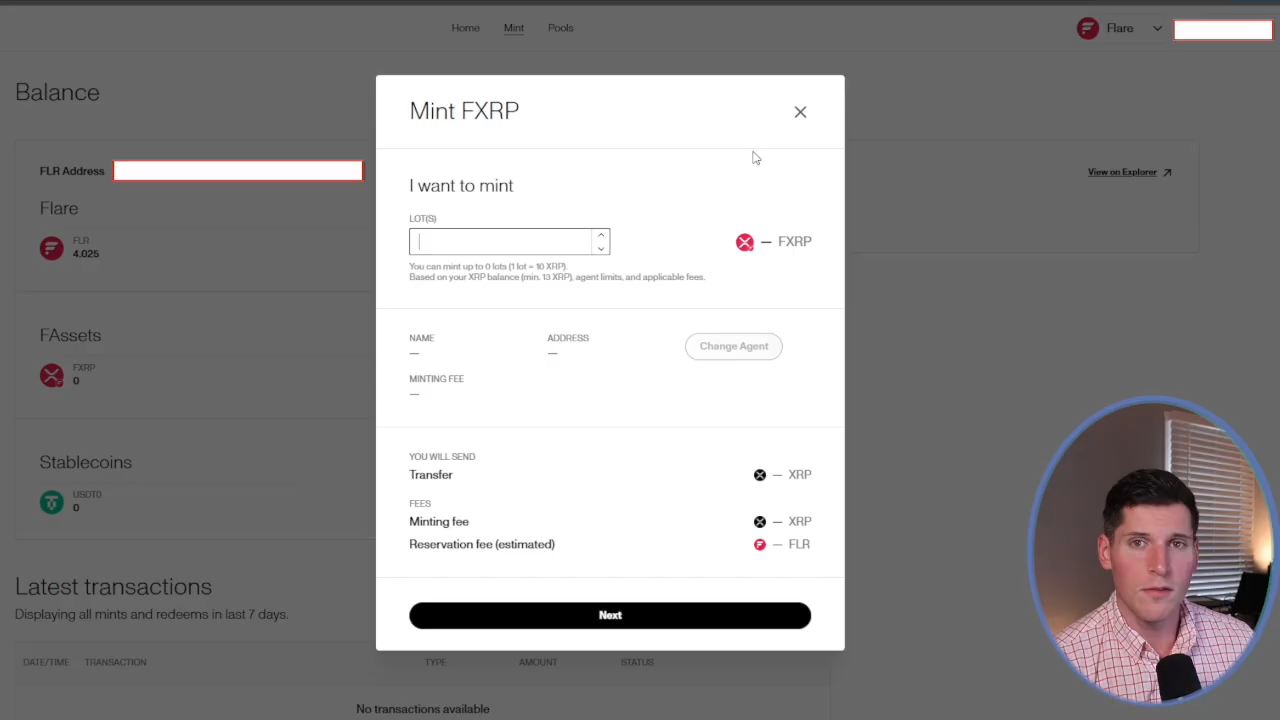 Home Mint Pools
Flare
Balance
FLR Address
View on Explorer
Flare
FLR
4.025
FAssets
FXRP
0
Stablecoins
USDT0
0
Latest transactions
Displaying all mints and redeems in last 7 days.
DATE/TIME TRANSACTION TYPE AMOUNT STATUS
No transactions available
Mint FXRP
I want to mint
LOT(S)
— FXRP
You can mint up to 0 lots (1 lot = 10 XRP).
Based on your XRP balance (min. 13 XRP), agent limits, and applicable fees.
NAME ADDRESS
— —
Change Agent
MINTING FEE
—
YOU WILL SEND
Transfer — XRP
FEES
Minting fee — XRP
Reservation fee (estimated) — FLR
Next